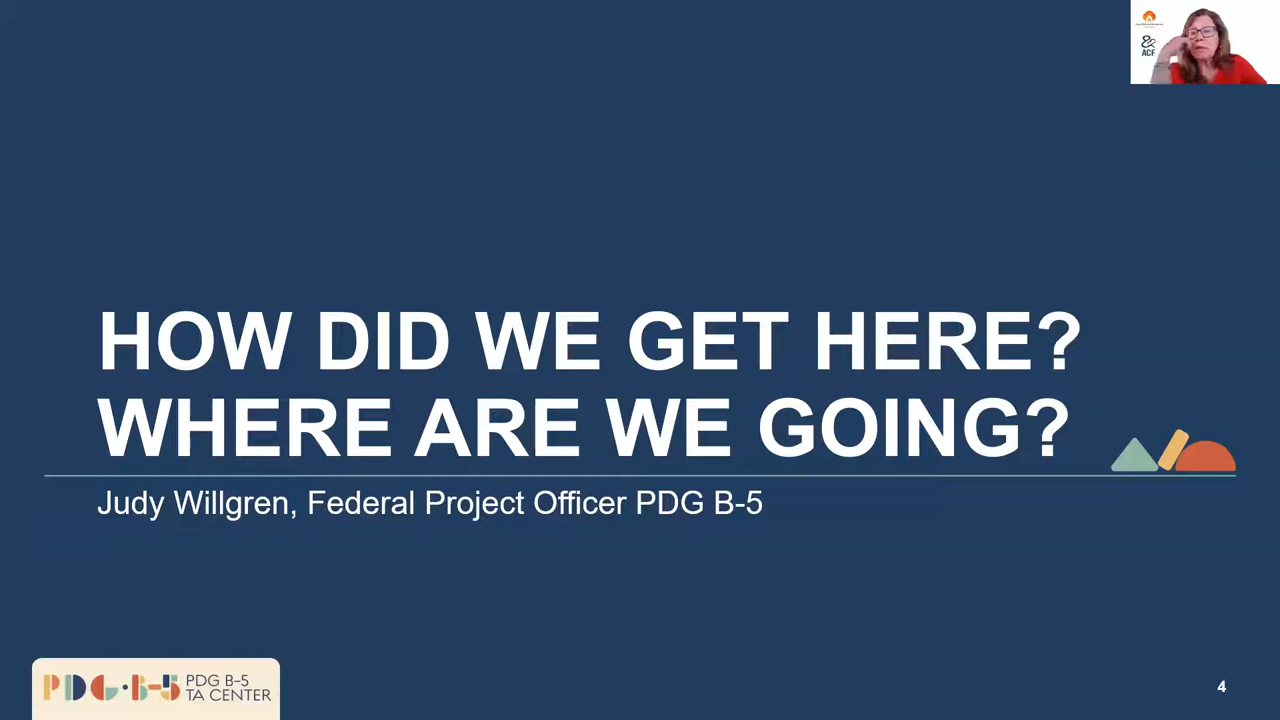 ACF
HOW DID WE GET HERE?
WHERE ARE WE GOING?
Judy Willgren, Federal Project Officer PDG B-5
PDG·B-5 PDG B-5
TA CENTER
4